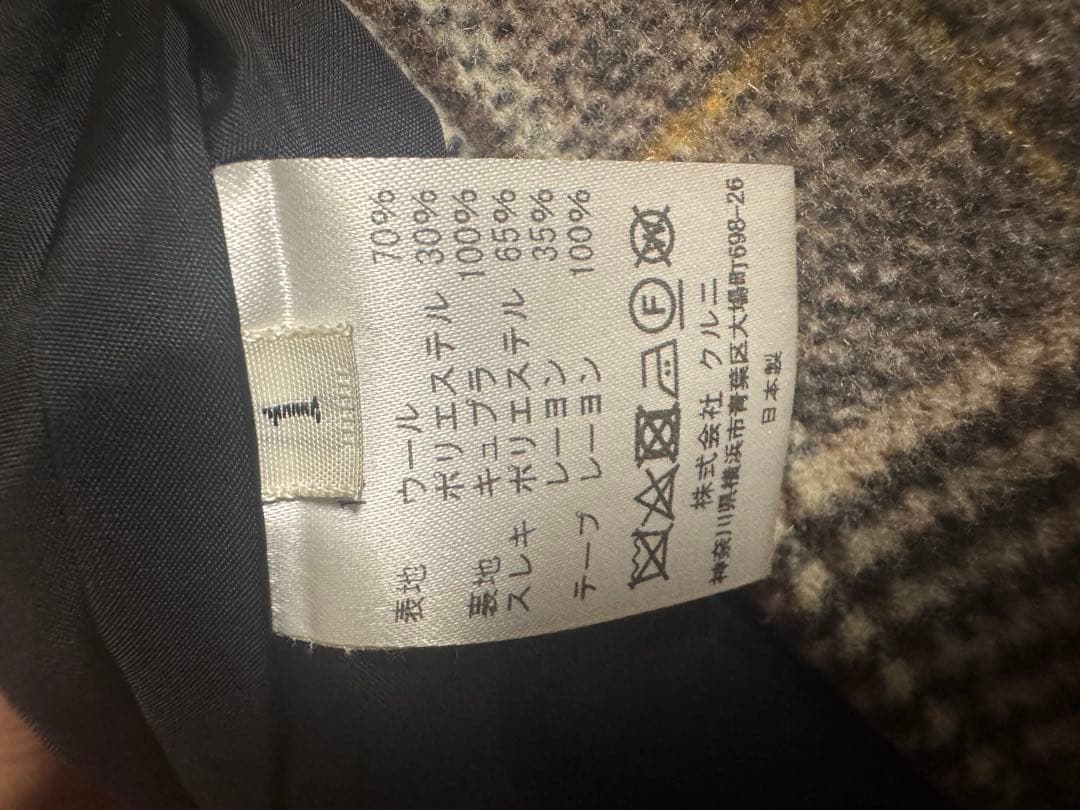 表地 ウール 70%
ポリエステル 30%
裏地 キュプラ 100%
スレキ ポリエステル 65%
レーヨン 35%
テープ レーヨン 100%
F
株式会社 クルニ
神奈川県横浜市青葉区大場町698-26
日本製
1